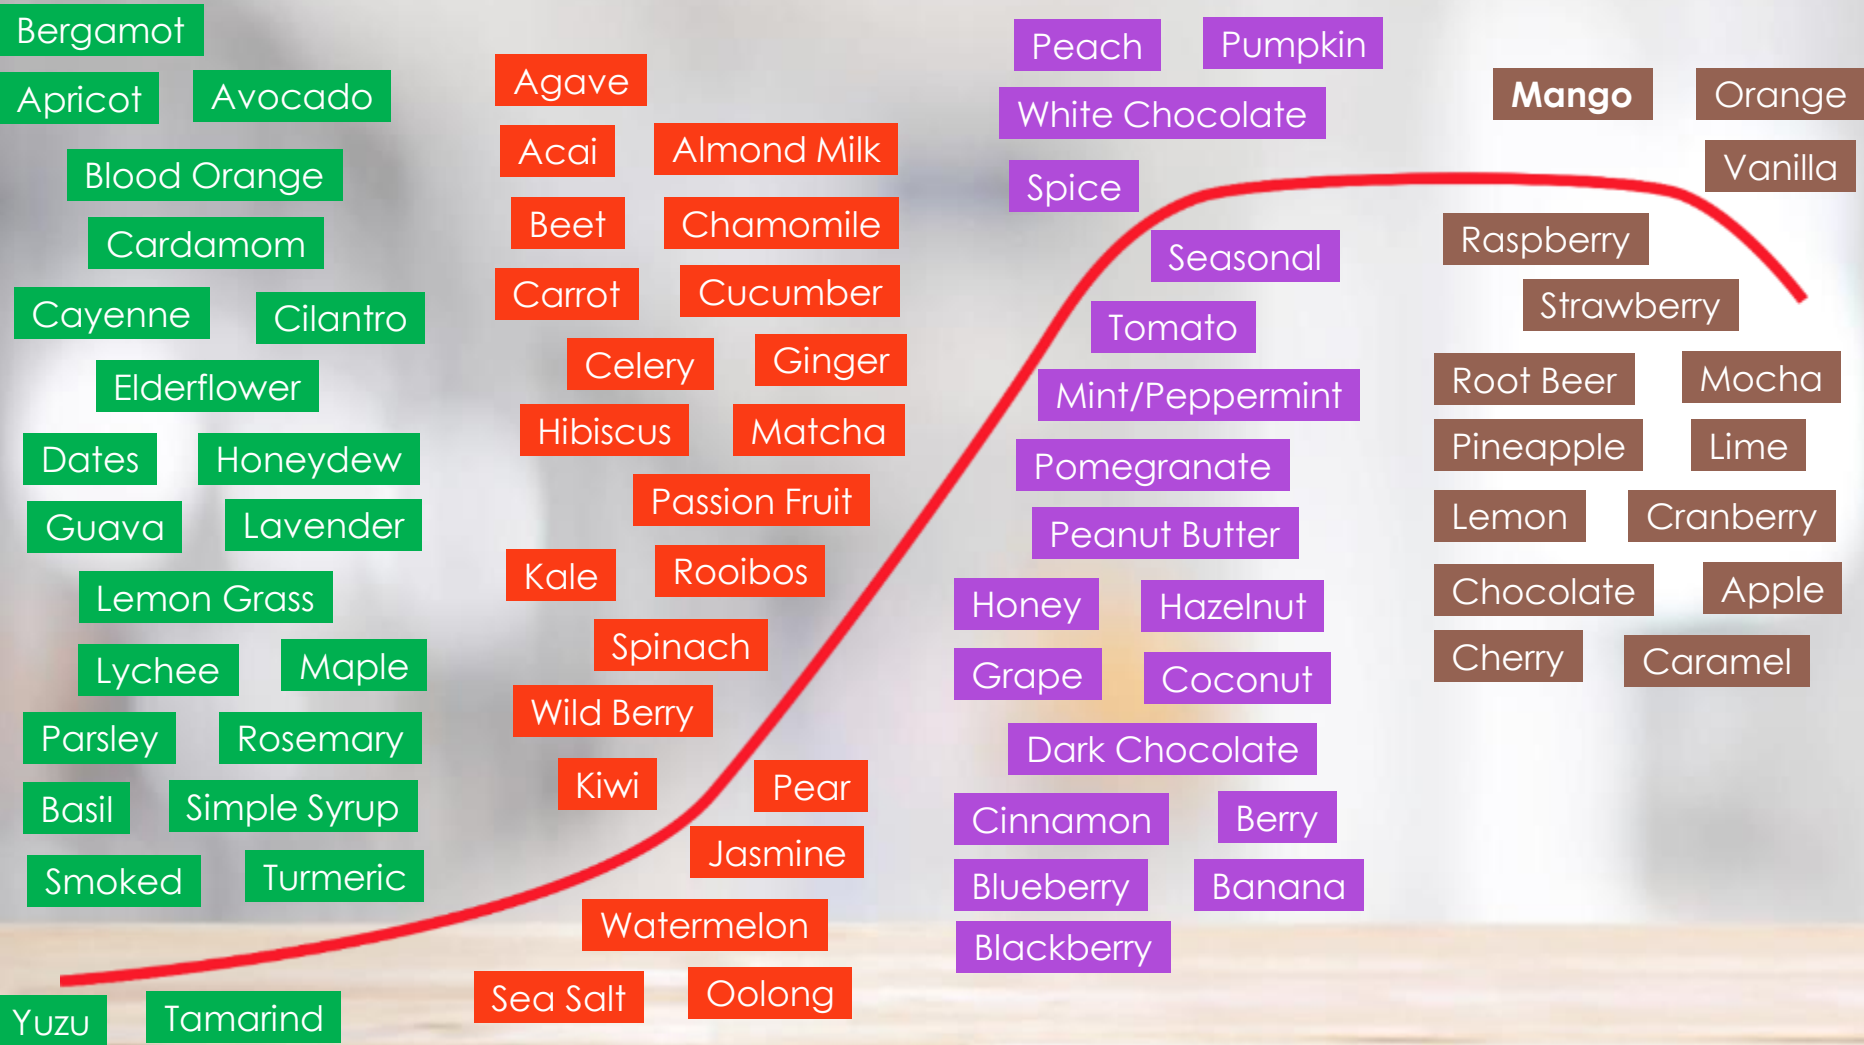 Bergamot
Apricot
Avocado
Blood Orange
Cardamom
Cayenne
Cilantro
Elderflower
Dates
Honeydew
Guava
Lavender
Lemon Grass
Lychee
Maple
Parsley
Rosemary
Basil
Simple Syrup
Smoked
Turmeric
Yuzu
Tamarind
Agave
Acai
Almond Milk
Beet
Chamomile
Carrot
Cucumber
Celery
Ginger
Hibiscus
Matcha
Passion Fruit
Kale
Rooibos
Spinach
Wild Berry
Kiwi
Pear
Jasmine
Watermelon
Sea Salt
Oolong
Peach
Pumpkin
White Chocolate
Spice
Seasonal
Tomato
Mint/Peppermint
Pomegranate
Peanut Butter
Honey
Hazelnut
Grape
Coconut
Dark Chocolate
Cinnamon
Berry
Blueberry
Banana
Blackberry
Mango
Orange
Vanilla
Raspberry
Strawberry
Root Beer
Mocha
Pineapple
Lime
Lemon
Cranberry
Chocolate
Apple
Cherry
Caramel